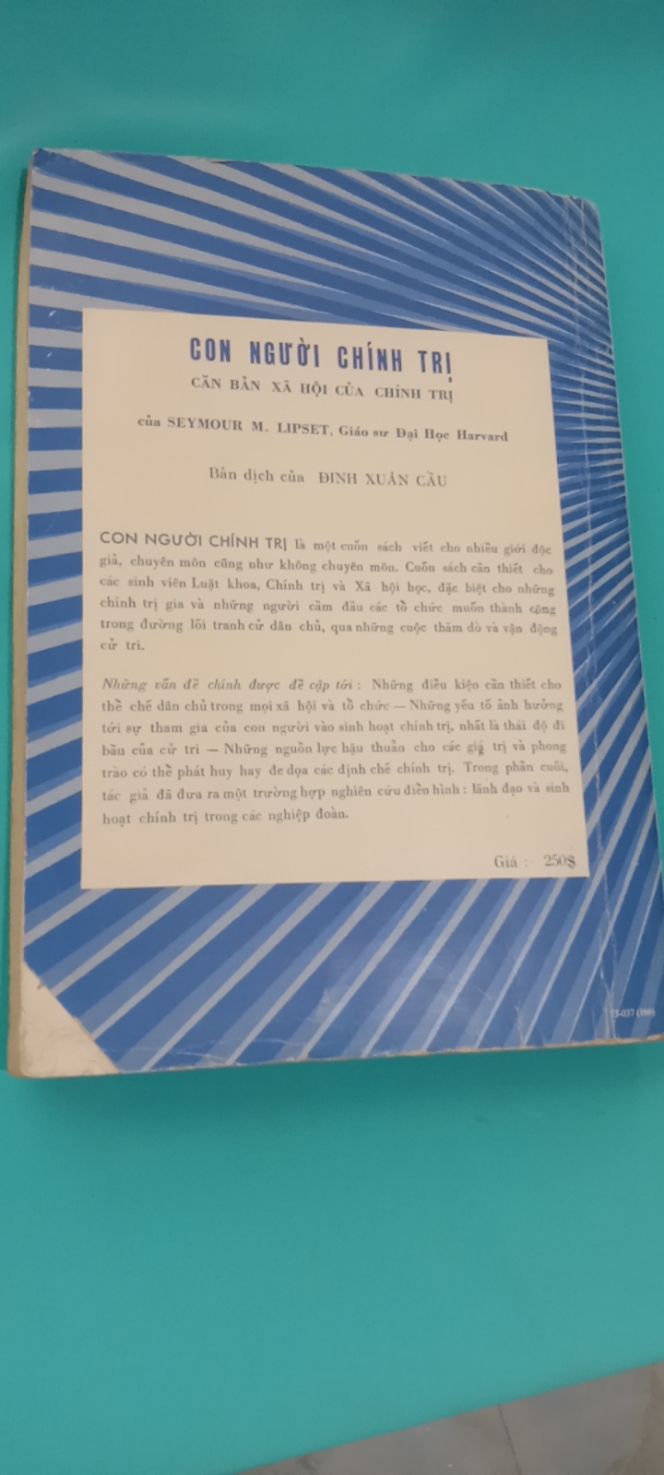 CON NGƯỜI CHÍNH TRỊ
CĂN BẢN XÃ HỘI CỦA CHÍNH TRỊ
của SEYMOUR M. LIPSET, Giáo sư Đại Học Harvard
Bản dịch của ĐINH XUÂN CẦU
CON NGƯỜI CHÍNH TRỊ là một cuốn sách viết cho nhiều giới độc
giả, chuyên môn cũng như không chuyên môn. Cuốn sách cần thiết cho
các sinh viên Luật khoa, Chính trị và Xã hội học, đặc biệt cho những
chính trị gia và những người cầm đầu các tổ chức muốn thành công
trong đường lối tranh cử dân chủ, qua những cuộc thăm dò và vận động
cử tri.
Những vấn đề chính được đề cập tới : Những điều kiện cần thiết cho
thể chế dân chủ trong mọi xã hội và tổ chức — Những yếu tố ảnh hưởng
tới sự tham gia của con người vào sinh hoạt chính trị, nhất là thái độ đi
bầu của cử tri — Những nguồn lực hậu thuẫn cho các giá trị và phong
trào có thể phát huy hay đe dọa các định chế chính trị. Trong phần cuối,
tác giả đã đưa ra một trường hợp nghiên cứu điển hình : lãnh đạo và sinh
hoạt chính trị trong các nghiệp đoàn.
Giá : 250$